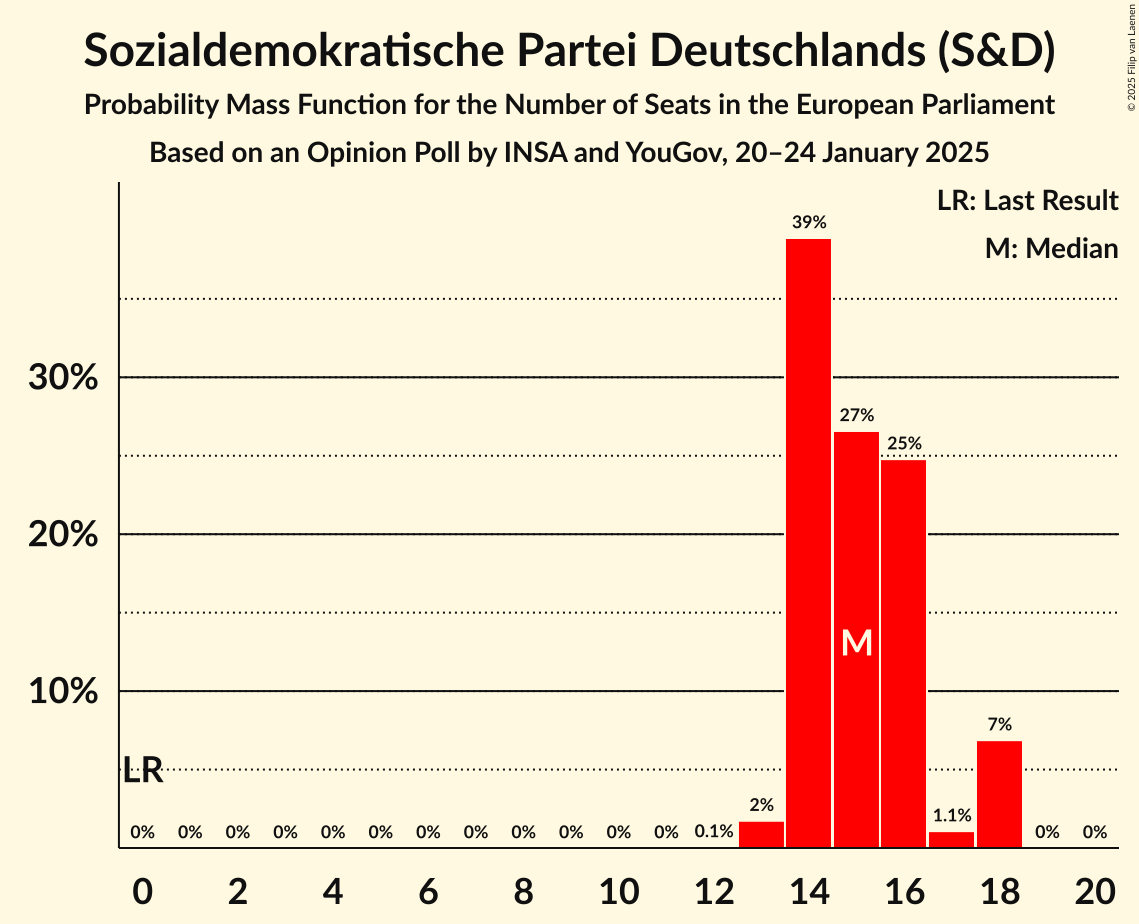 Sozialdemokratische Partei Deutschlands (S&D)
Probability Mass Function for the Number of Seats in the European Parliament
Based on an Opinion Poll by INSA and YouGov, 20–24 January 2025
© 2025 Filip van Laenen
LR: Last Result
M: Median
39%
30%
27%
25%
20%
M
10%
7%
LR
2%
1.1%
0% 0% 0% 0% 0% 0% 0% 0% 0% 0% 0% 0% 0.1% 0% 0%
0 2 4 6 8 10 12 14 16 18 20